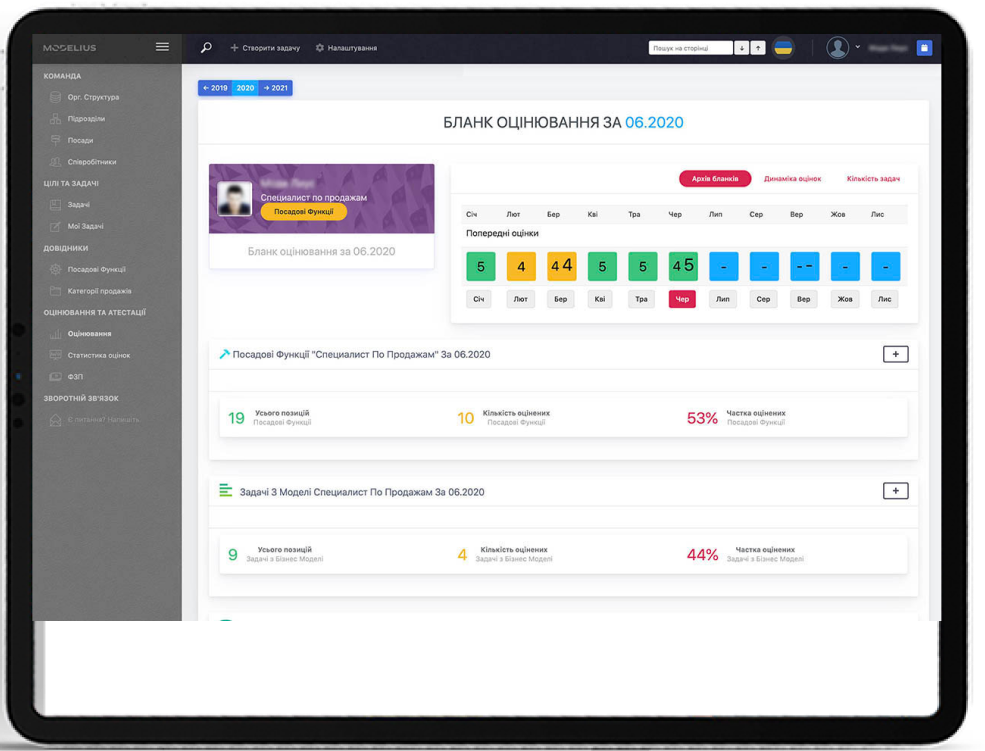 MODELIUS
Створити задачу
Налаштування
Пошук на сторінці
КОМАНДА
Орг. Структура
Підрозділи
Посади
Співробітники
ЦІЛІ ТА ЗАДАЧІ
Задачі
Мої Задачі
ДОВІДНИКИ
Посадові Функції
Категорії продажів
ОЦІНЮВАННЯ ТА АТЕСТАЦІЇ
Оцінювання
Статистика оцінок
ФЗП
ЗВОРОТНІЙ ЗВ'ЯЗОК
Є питання? Напишіть
← 2019 2020 → 2021
БЛАНК ОЦІНЮВАННЯ ЗА 06.2020
Специалист по продажам
Посадові Функції
Бланк оцінювання за 06.2020
Архів бланків Динаміка оцінок Кількість задач
Січ Лют Бер Кві Тра Чер Лип Сер Вер Жов Лис
Попередні оцінки
5 4 4 4 5 5 4 5 - - - - - -
Січ Лют Бер Кві Тра Чер Лип Сер Вер Жов Лис
Посадові Функції "Специалист По Продажам" За 06.2020
+
19 Усього позицій
Посадові Функції
10 Кількість оцінених
Посадові Функції
53% Частка оцінених
Посадові Функції
Задачі З Моделі Специалист По Продажам За 06.2020
+
9 Усього позицій
Задачі з Бізнес Моделі
4 Кількість оцінених
Задачі з Бізнес Моделі
44% Частка оцінених
Задачі з Бізнес Моделі